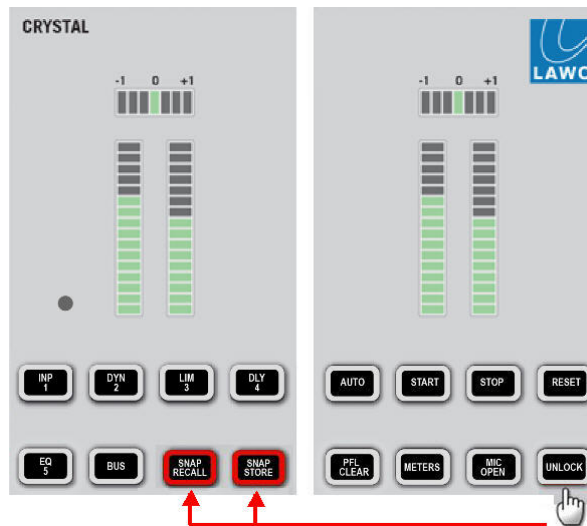 CRYSTAL
-1 0 +1
INP
1
DYN
2
LIM
3
DLY
4
EQ
5
BUS
SNAP
RECALL
SNAP
STORE
-1 0 +1
LAWO
AUTO
START
STOP
RESET
PFL
CLEAR
METERS
MIC
OPEN
UNLOCK